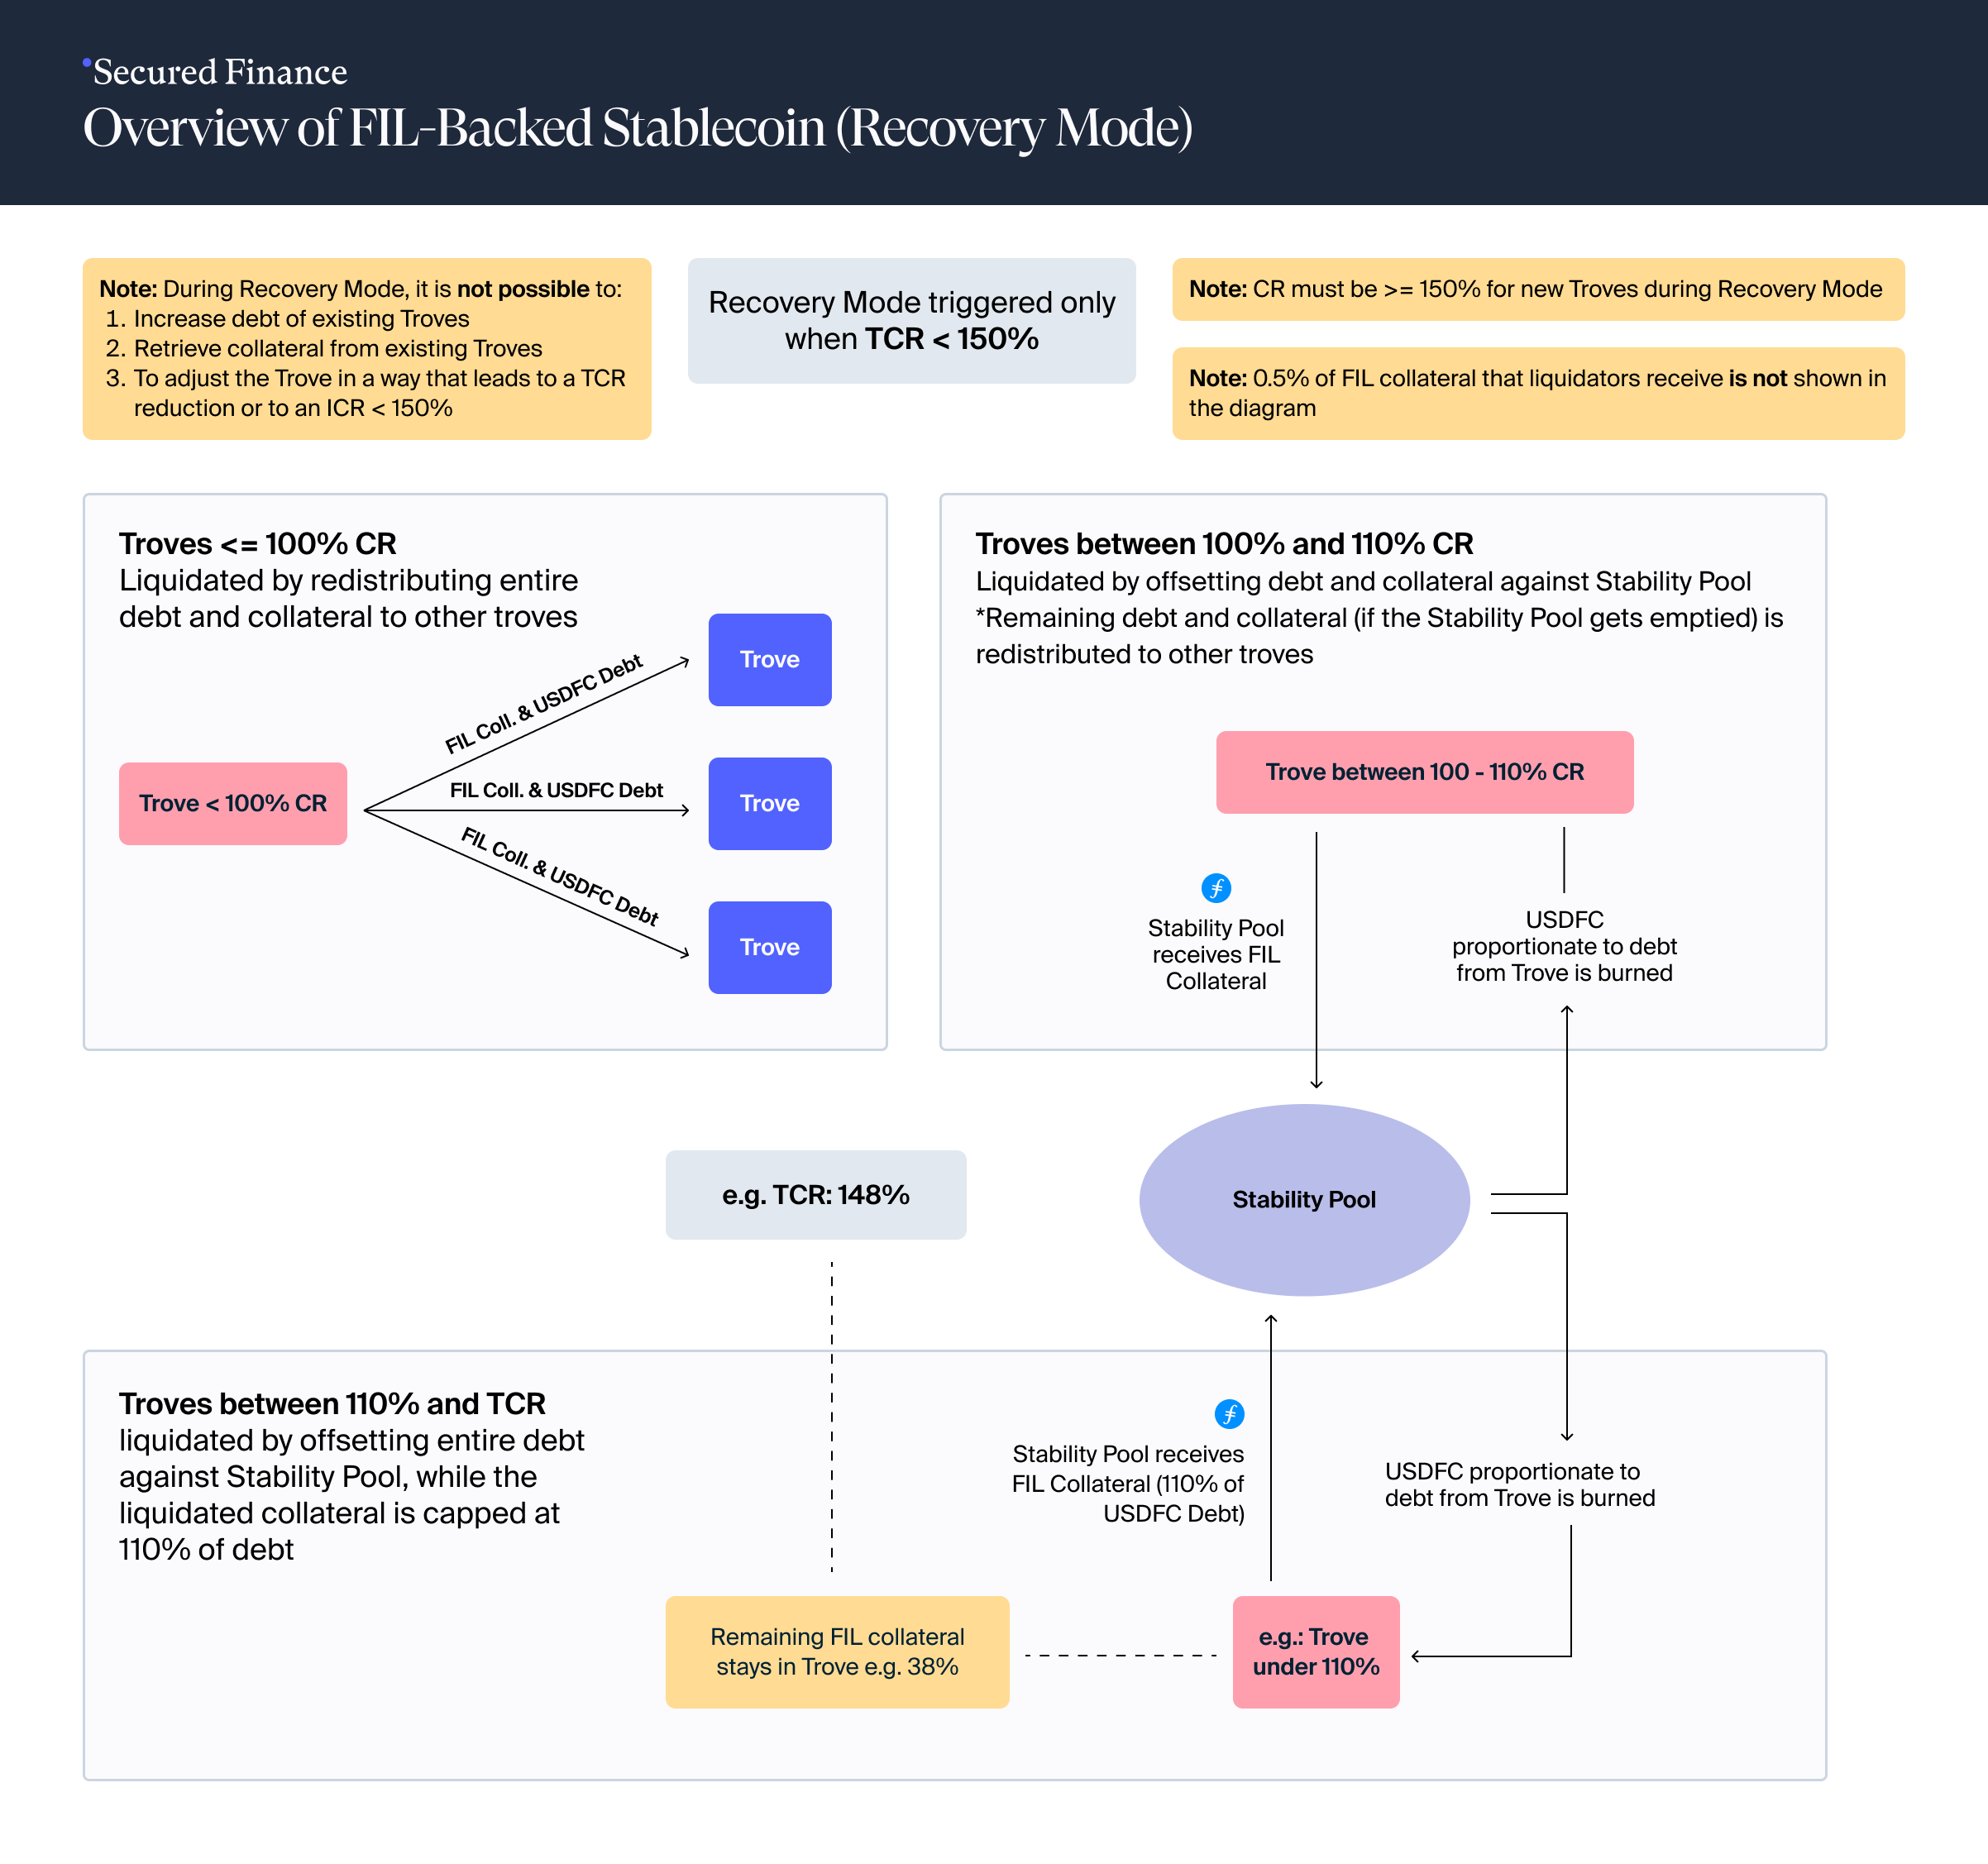 Secured Finance
Overview of FIL-Backed Stablecoin (Recovery Mode)
Note: During Recovery Mode, it is not possible to:
1. Increase debt of existing Troves
2. Retrieve collateral from existing Troves
3. To adjust the Trove in a way that leads to a TCR
reduction or to an ICR < 150%
Recovery Mode triggered only
when TCR < 150%
Note: CR must be >= 150% for new Troves during Recovery Mode
Note: 0.5% of FIL collateral that liquidators receive is not shown in
the diagram
Troves <= 100% CR
Liquidated by redistributing entire
debt and collateral to other troves
Trove < 100% CR
FIL Coll. & USDFC Debt
FIL Coll. & USDFC Debt
FIL Coll. & USDFC Debt
Trove
Trove
Trove
Troves between 100% and 110% CR
Liquidated by offsetting debt and collateral against Stability Pool
*Remaining debt and collateral (if the Stability Pool gets emptied) is
redistributed to other troves
Trove between 100 - 110% CR
Stability Pool
receives FIL
Collateral
USDFC
proportionate to debt
from Trove is burned
e.g. TCR: 148%
Stability Pool
Troves between 110% and TCR
liquidated by offsetting entire debt
against Stability Pool, while the
liquidated collateral is capped at
110% of debt
Stability Pool receives
FIL Collateral (110% of
USDFC Debt)
USDFC proportionate to
debt from Trove is burned
Remaining FIL collateral
stays in Trove e.g. 38%
e.g.: Trove
under 110%